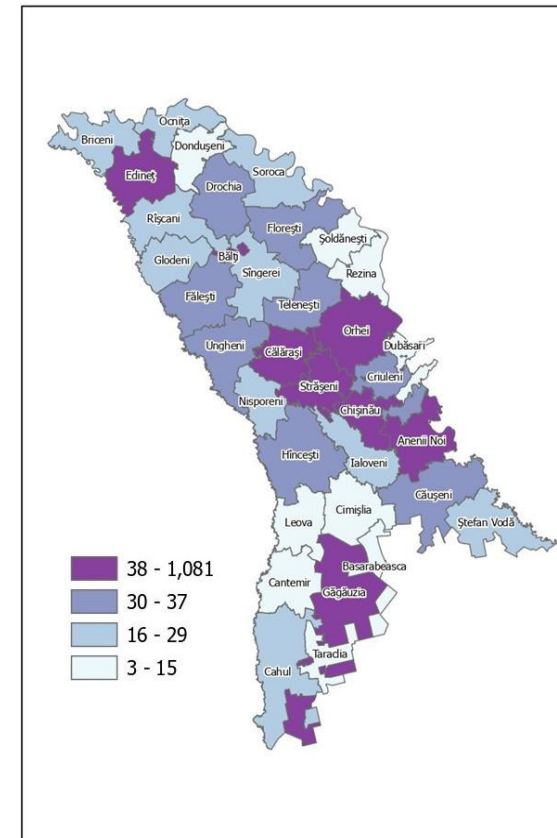 Ocnița
Briceni
Dondușeni
Edineț
Soroca
Drochia
Rîșcani
Florești
Șoldănești
Glodeni
Bălți
Sîngerei
Rezina
Fălești
Telenești
Orhei
Ungheni
Călărași
Dubăsari
Criuleni
Strășeni
Nisporeni
Chișinău
Anenii Noi
Hîncești
Ialoveni
Căușeni
Leova
Cimișlia
Ștefan Vodă
Basarabeasca
Cantemir
Găgăuzia
Taraclia
Cahul
38 - 1,081
30 - 37
16 - 29
3 - 15